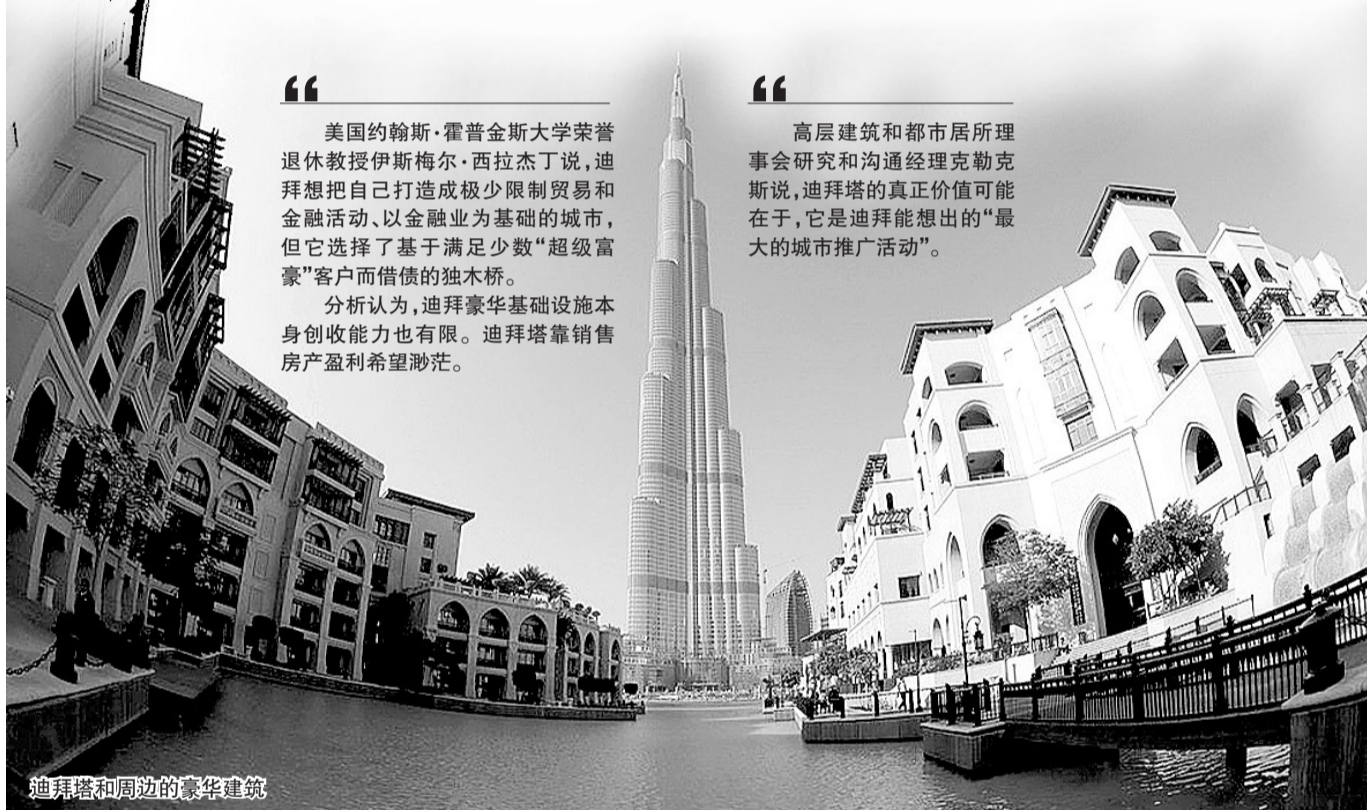 “
美国约翰斯·霍普金斯大学荣誉
退休教授伊斯梅尔·西拉杰丁说，迪
拜想把自己打造成极少限制贸易和
金融活动、以金融业为基础的城市，
但它选择了基于满足少数“超级富
豪”客户而借债的独木桥。
分析认为，迪拜豪华基础设施本
身创收能力也有限。迪拜塔靠销售
房产盈利希望渺茫。
“
高层建筑和都市居所理
事会研究和沟通经理克勒克
斯说，迪拜塔的真正价值可能
在于，它是迪拜能想出的“最
大的城市推广活动”。
迪拜塔和周边的豪华建筑